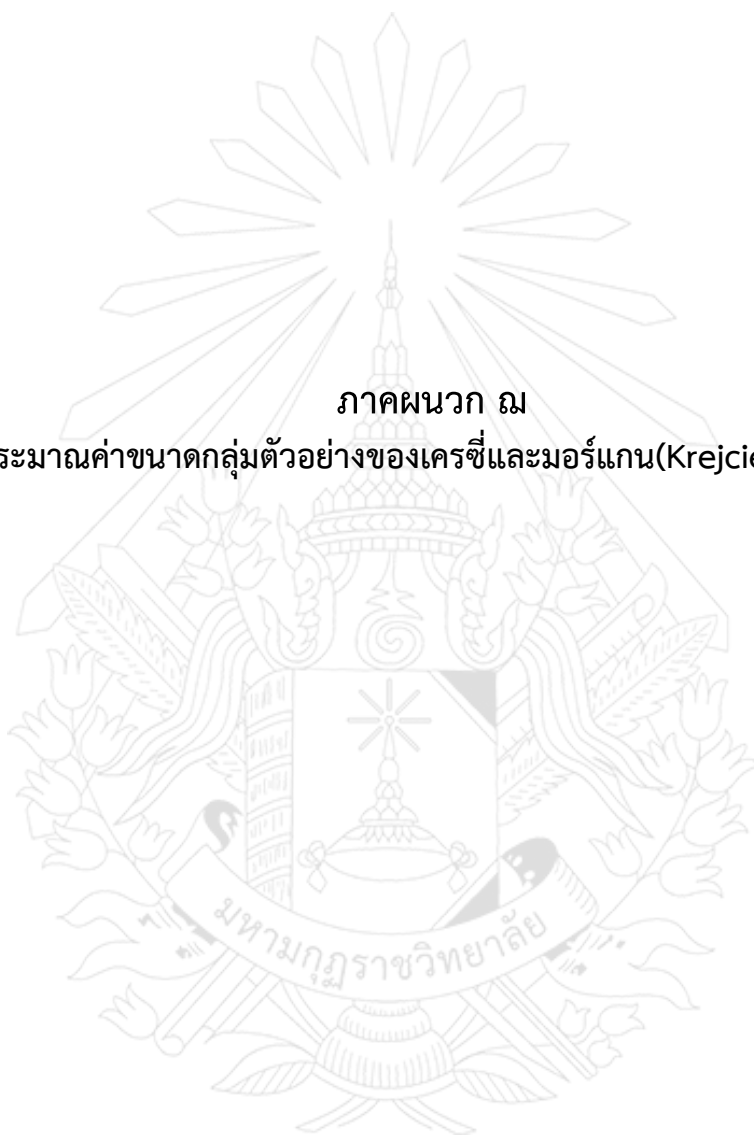 ภาคผนวก ฌ
ระมาณค่าขนาดกลุ่มตัวอย่างของเครซี่และมอร์แกน(Krejcie
มหามกุฏราชวิทยาลัย